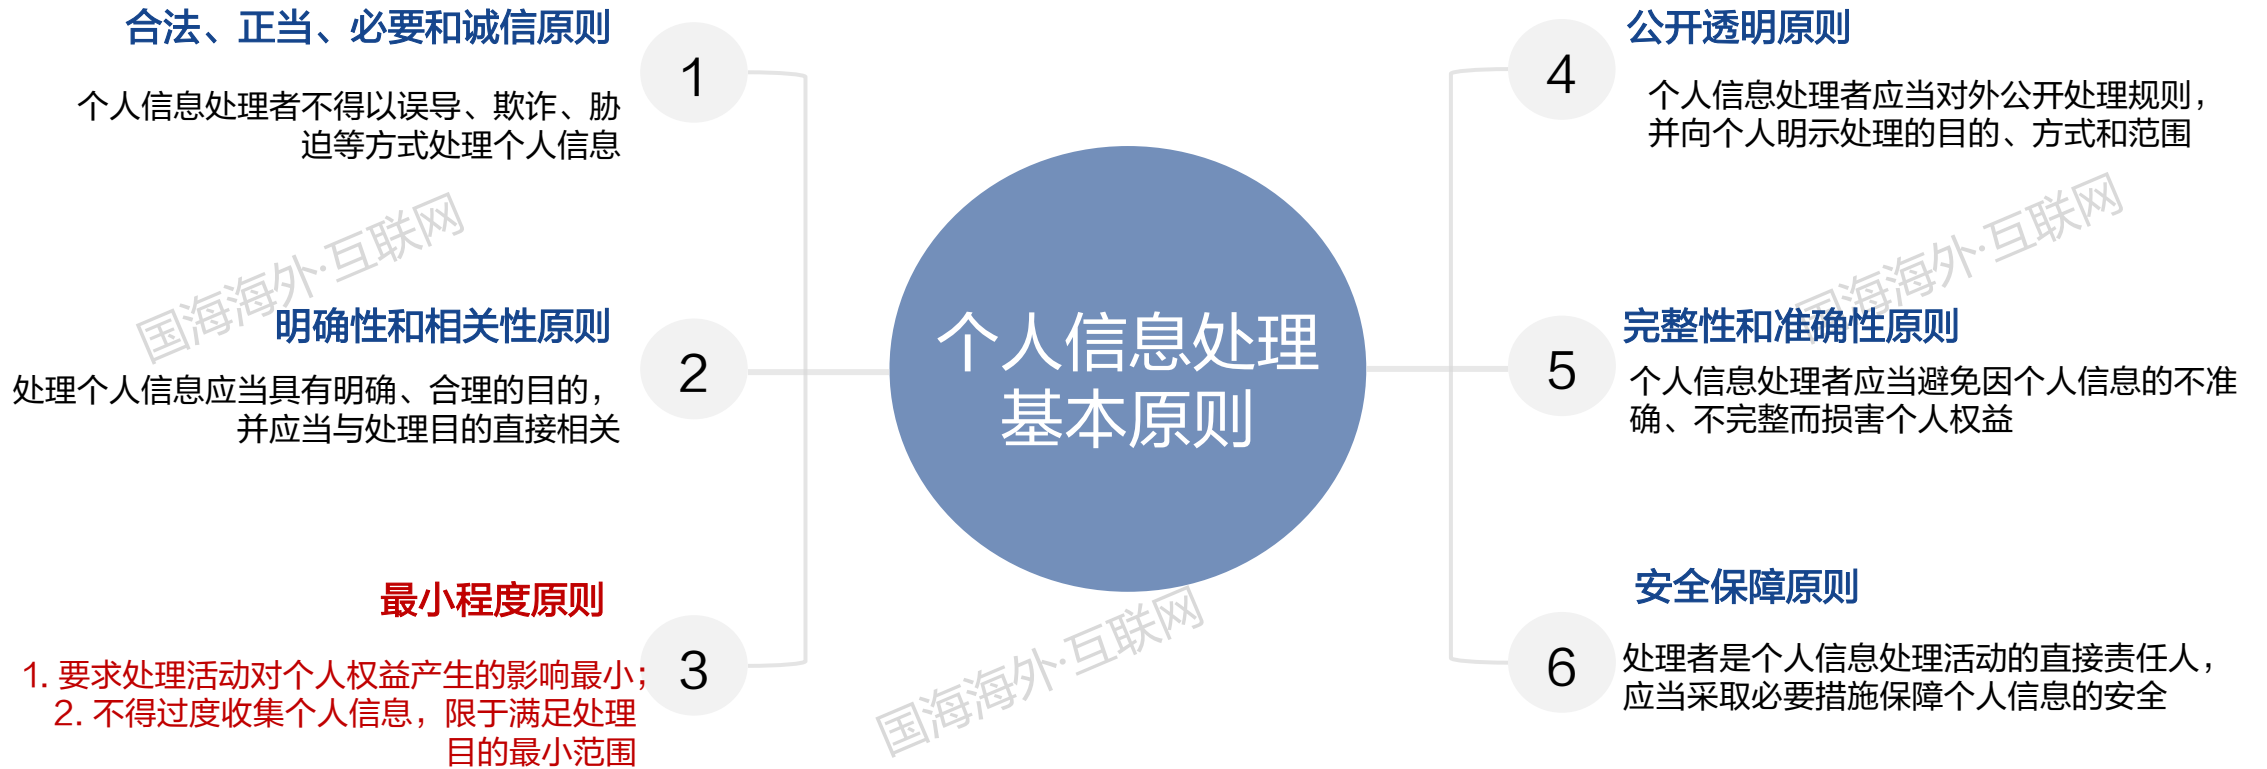 合法、正当、必要和诚信原则
1
个人信息处理者不得以误导、欺诈、胁
迫等方式处理个人信息
明确性和相关性原则
2
处理个人信息应当具有明确、合理的目的，
并应当与处理目的直接相关
最小程度原则
3
1. 要求处理活动对个人权益产生的影响最小；
2. 不得过度收集个人信息，限于满足处理
目的最小范围
个人信息处理
基本原则
公开透明原则
4
个人信息处理者应当对外公开处理规则，
并向个人明示处理的目的、方式和范围
完整性和准确性原则
5
个人信息处理者应当避免因个人信息的不准
确、不完整而损害个人权益
安全保障原则
6
处理者是个人信息处理活动的直接责任人，
应当采取必要措施保障个人信息的安全
国海海外·互联网
国海海外·互联网
国海海外·互联网